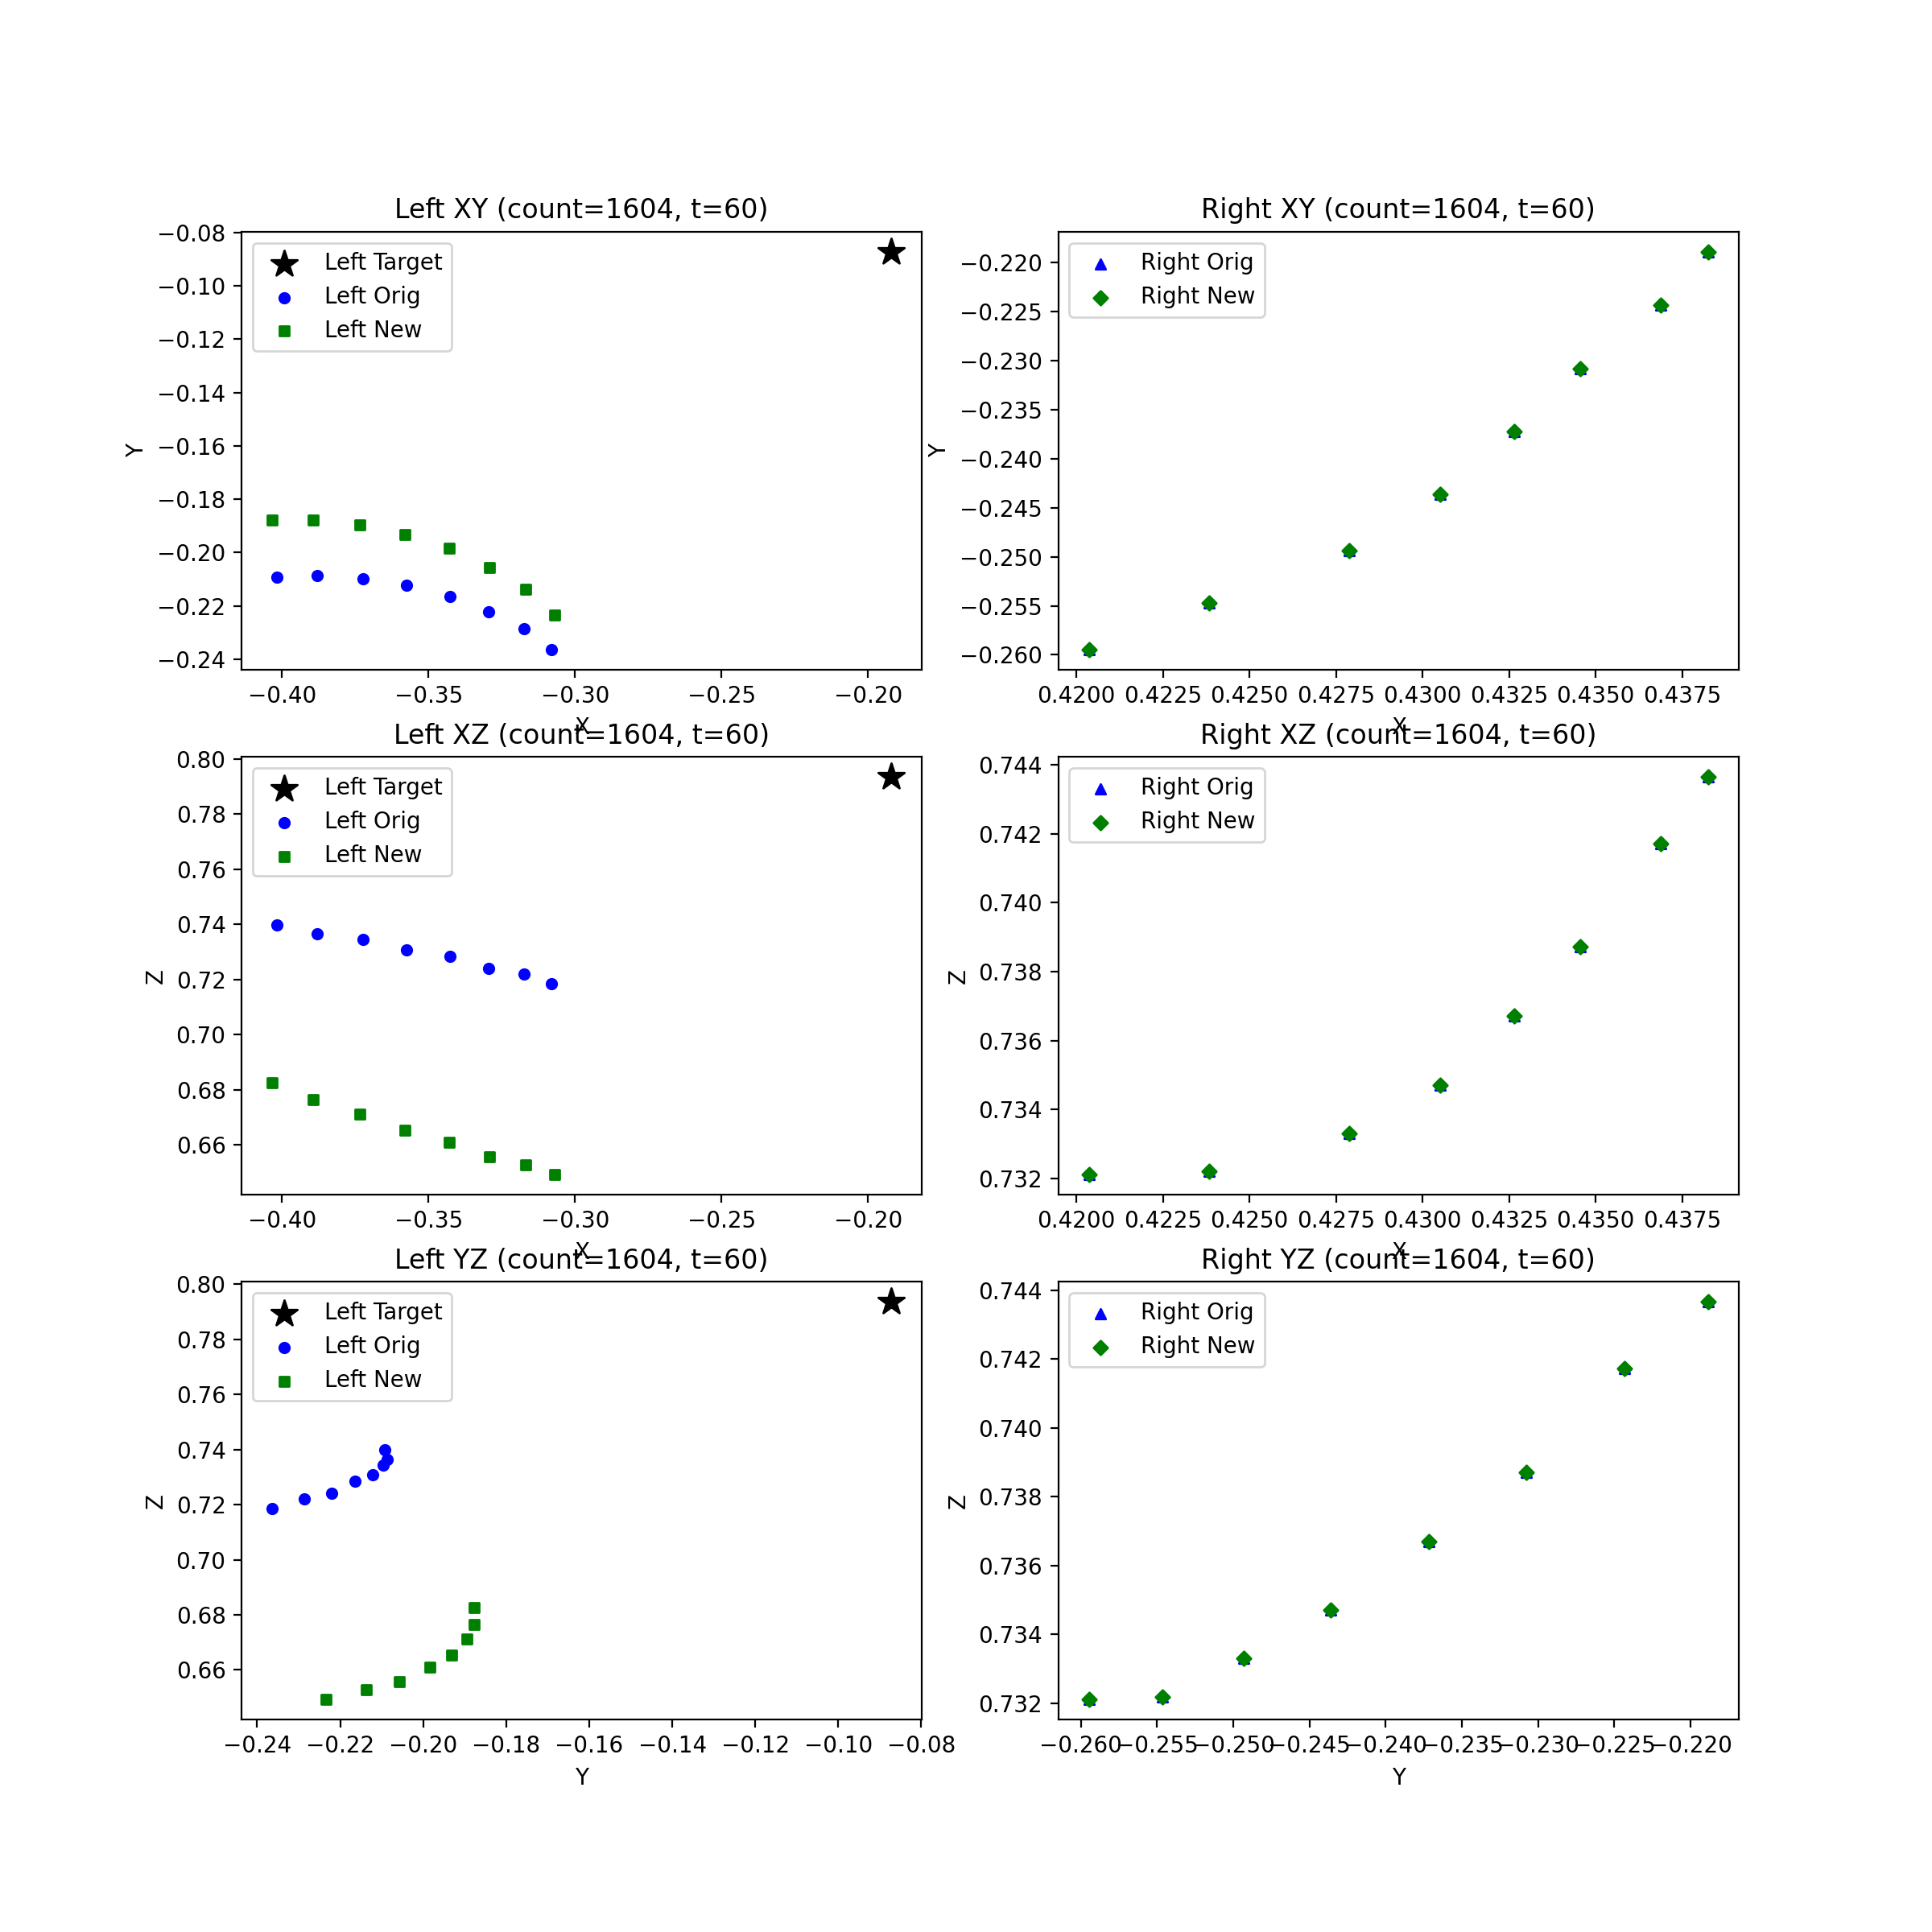 Left XY (count=1604, t=60)
Left Target
Left Orig
Left New
−0.08
−0.10
−0.12
−0.14
−0.16
−0.18
−0.20
−0.22
−0.24
Y
−0.40 −0.35 −0.30 −0.25 −0.20
X
Right XY (count=1604, t=60)
Right Orig
Right New
−0.220
−0.225
−0.230
−0.235
−0.240
−0.245
−0.250
−0.255
−0.260
Y
0.4200 0.4225 0.4250 0.4275 0.4300 0.4325 0.4350 0.4375
X
Left XZ (count=1604, t=60)
Left Target
Left Orig
Left New
0.80
0.78
0.76
0.74
0.72
0.70
0.68
0.66
Z
−0.40 −0.35 −0.30 −0.25 −0.20
X
Right XZ (count=1604, t=60)
Right Orig
Right New
0.744
0.742
0.740
0.738
0.736
0.734
0.732
Z
0.4200 0.4225 0.4250 0.4275 0.4300 0.4325 0.4350 0.4375
X
Left YZ (count=1604, t=60)
Left Target
Left Orig
Left New
0.80
0.78
0.76
0.74
0.72
0.70
0.68
0.66
Z
−0.24 −0.22 −0.20 −0.18 −0.16 −0.14 −0.12 −0.10 −0.08
Y
Right YZ (count=1604, t=60)
Right Orig
Right New
0.744
0.742
0.740
0.738
0.736
0.734
0.732
Z
−0.260 −0.255 −0.250 −0.245 −0.240 −0.235 −0.230 −0.225 −0.220
Y